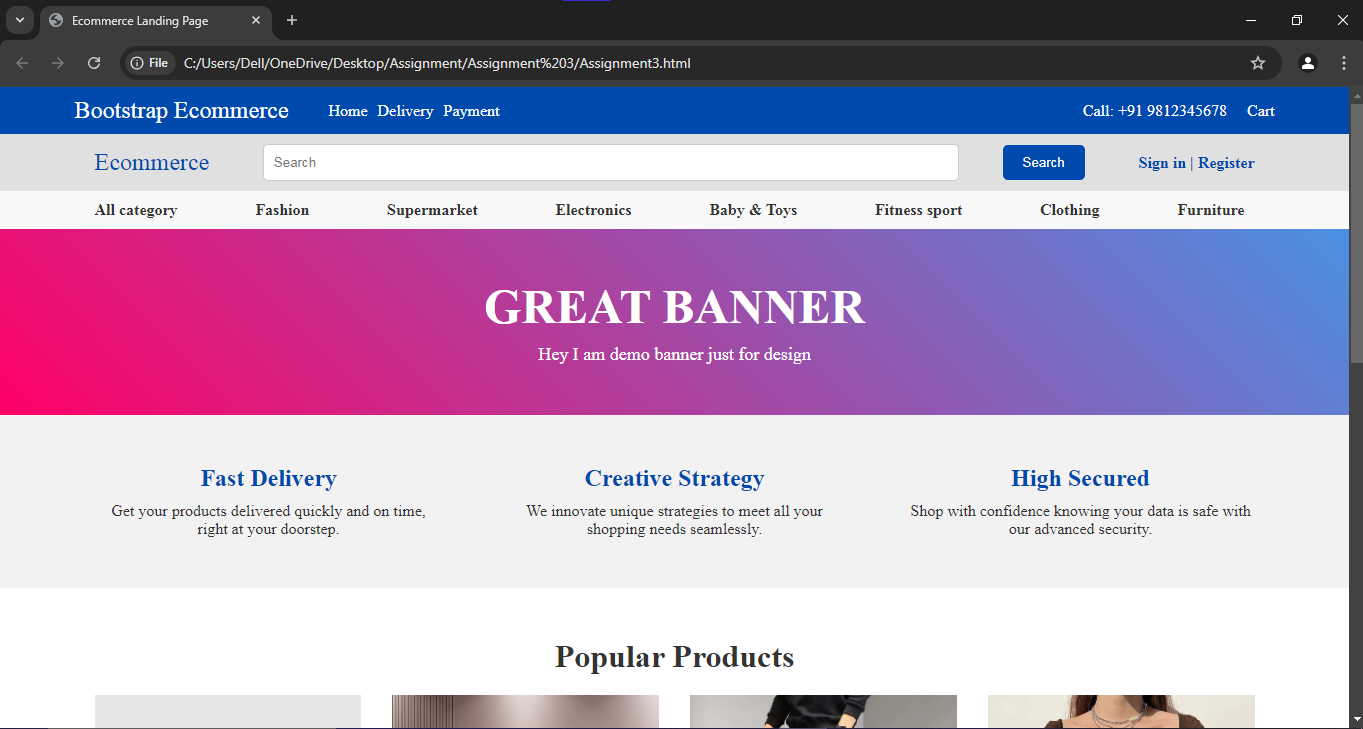 Ecommerce Landing Page
File C:/Users/Dell/OneDrive/Desktop/Assignment/Assignment%203/Assignment3.html
Bootstrap Ecommerce Home Delivery Payment Call: +91 9812345678 Cart
Ecommerce Search Search Sign in | Register
All category Fashion Supermarket Electronics Baby & Toys Fitness sport Clothing Furniture
GREAT BANNER
Hey I am demo banner just for design
Fast Delivery
Get your products delivered quickly and on time,
right at your doorstep.
Creative Strategy
We innovate unique strategies to meet all your
shopping needs seamlessly.
High Secured
Shop with confidence knowing your data is safe with
our advanced security.
Popular Products